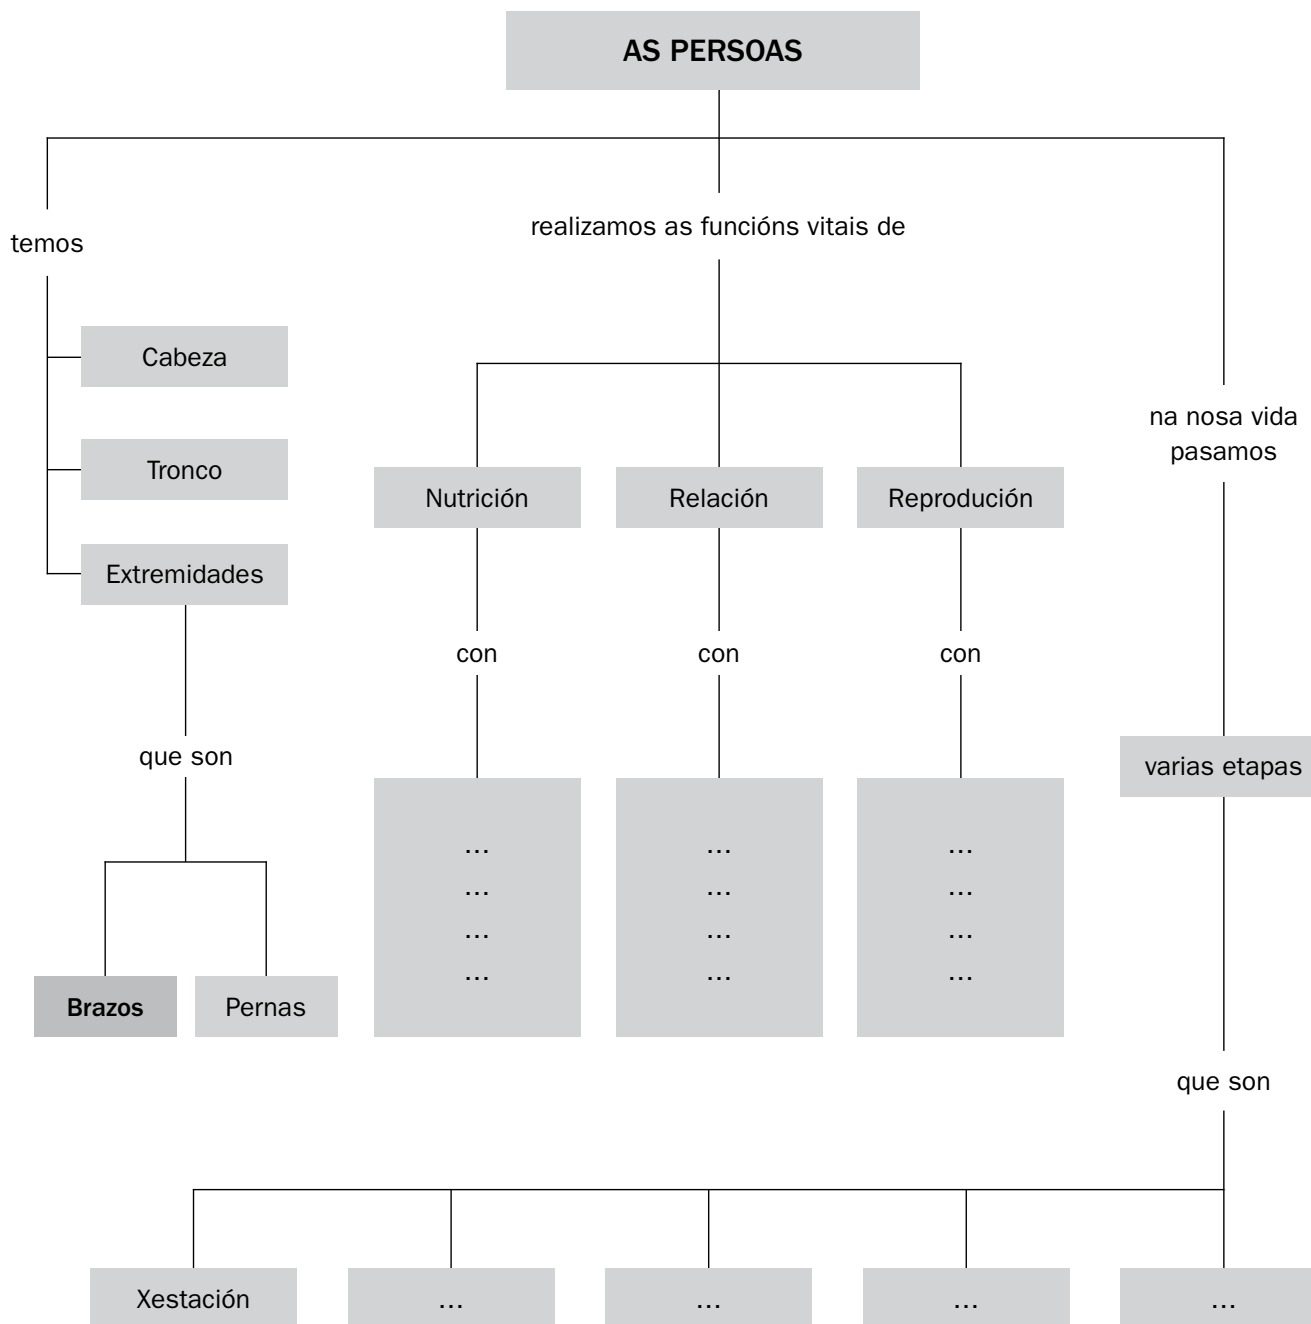 AS PERSOAS
temos
realizamos as funcións vitais de
na nosa vida
pasamos
Cabeza
Tronco
Extremidades
Nutrición
Relación
Reprodución
con
con
con
que son
varias etapas
...
...
...
...
...
...
...
...
...
...
...
...
Brazos
Pernas
que son
Xestación
...
...
...
...